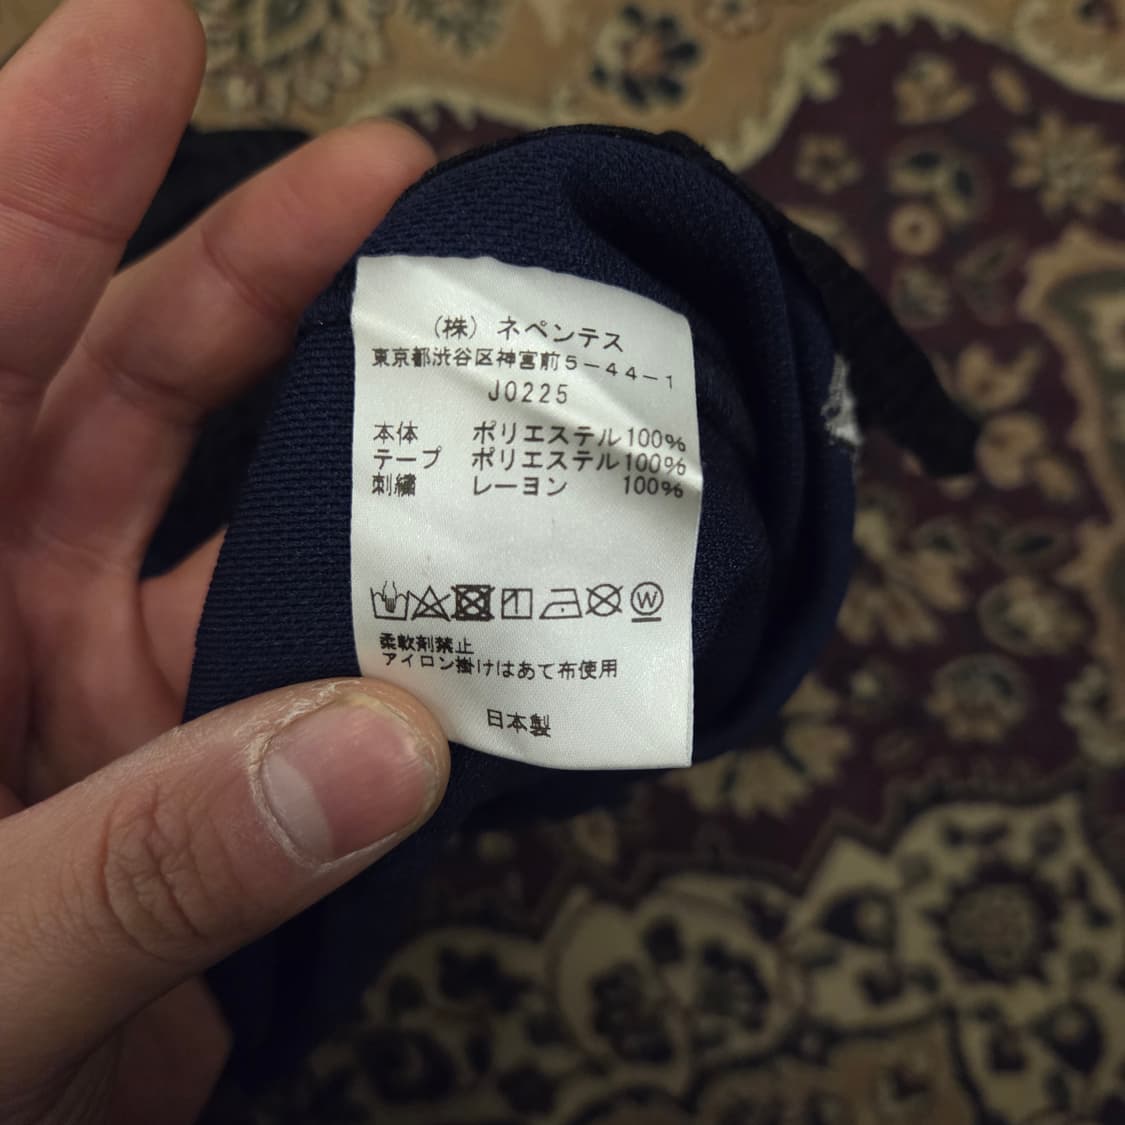 (株) ネペンテス
東京都渋谷区神宮前5-44-1
J0225
本体 ポリエステル100%
テープ ポリエステル100%
刺繍 レーヨン 100%
W
柔軟剤禁止
アイロン掛けはあて布使用
日本製